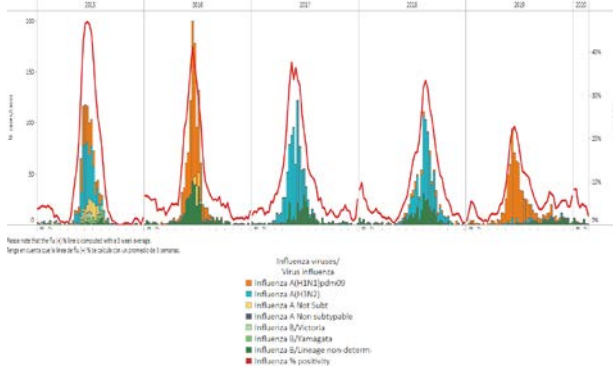 2015 2016 2017 2018 2019 2020
200
150
100
50
0
40%
30%
20%
10%
0%
Please note that the flu (+) % line is computed with a 3 week average.
Tenga en cuenta que la linea de flu (+) % se calcula con un promedio de 3 semanas.
Influenza viruses/
Virus influenza
Influenza A(H1N1)pdm09
Influenza A(H3N2)
Influenza A Not Subt
Influenza A Non subtypable
Influenza B/Victoria
Influenza B/Yamagata
Influenza B/Lineage non-determ
Influenza % positivity